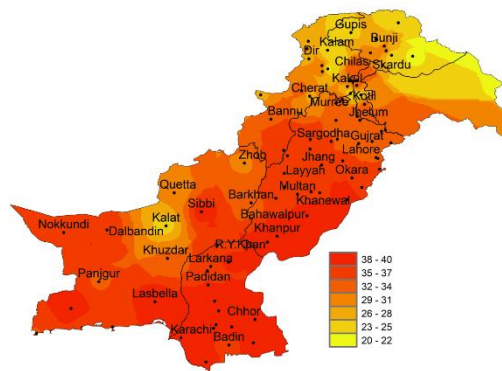 Gupis
Bunji
Kalam
Dir
Chilas
Skardu
Kakul
Cherat
Kotli
Murree
Jhelum
Bannu
Sargodha
Gujrat
Lahore
Zhob
Jhang
Layyah
Okara
Quetta
Multan
Barkhan
Khanewal
Sibbi
Bahawalpur
Kalat
Nokkundi
Dalbandin
Khanpur
R.Y.Khan
Khuzdar
Larkana
Panjgur
Padidan
Lasbella
Chhor
Karachi
Badin
38 - 40
35 - 37
32 - 34
29 - 31
26 - 28
23 - 25
20 - 22